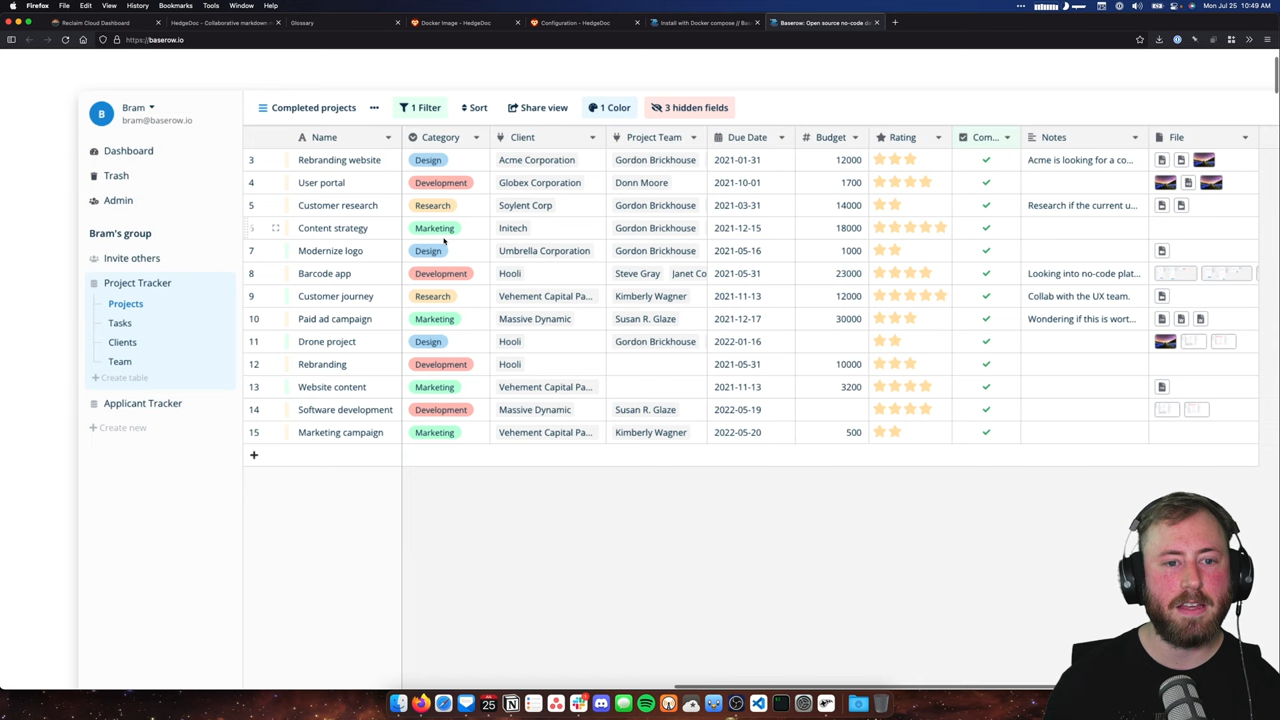 Firefox File Edit View History Bookmarks Tools Window Help Mon Jul 25 10:49 AM
Reclaim Cloud Dashboard HedgeDoc - Collaborative markdown Glossary Docker Image - HedgeDoc Configuration - HedgeDoc Install with Docker compose // Bas Baserow: Open source no-code da
https://baserow.io
B Bram bram@baserow.io
Dashboard
Trash
Admin
Bram's group
Invite others
Project Tracker
Projects
Tasks
Clients
Team
+ Create table
Applicant Tracker
+ Create new
Completed projects 1 Filter Sort Share view 1 Color 3 hidden fields
Name Category Client Project Team Due Date # Budget Rating Com... Notes File
3 Rebranding website Design Acme Corporation Gordon Brickhouse 2021-01-31 12000 Acme is looking for a co...
4 User portal Development Globex Corporation Donn Moore 2021-10-01 1700
5 Customer research Research Soylent Corp Gordon Brickhouse 2021-03-31 14000 Research if the current u...
Content strategy Marketing Initech Gordon Brickhouse 2021-12-15 18000
7 Modernize logo Design Umbrella Corporation Gordon Brickhouse 2021-05-16 1000
8 Barcode app Development Hooli Steve Gray Janet Co 2021-05-31 23000 Looking into no-code plat...
9 Customer journey Research Vehement Capital Pa... Kimberly Wagner 2021-11-13 12000 Collab with the UX team.
10 Paid ad campaign Marketing Massive Dynamic Susan R. Glaze 2021-12-17 30000 Wondering if this is wort...
11 Drone project Design Hooli Gordon Brickhouse 2022-01-16
12 Rebranding Development Hooli 2021-05-31 10000
13 Website content Marketing Vehement Capital Pa... 2021-11-13 3200
14 Software development Development Massive Dynamic Susan R. Glaze 2022-05-19
15 Marketing campaign Marketing Vehement Capital Pa... Kimberly Wagner 2022-05-20 500
+
25